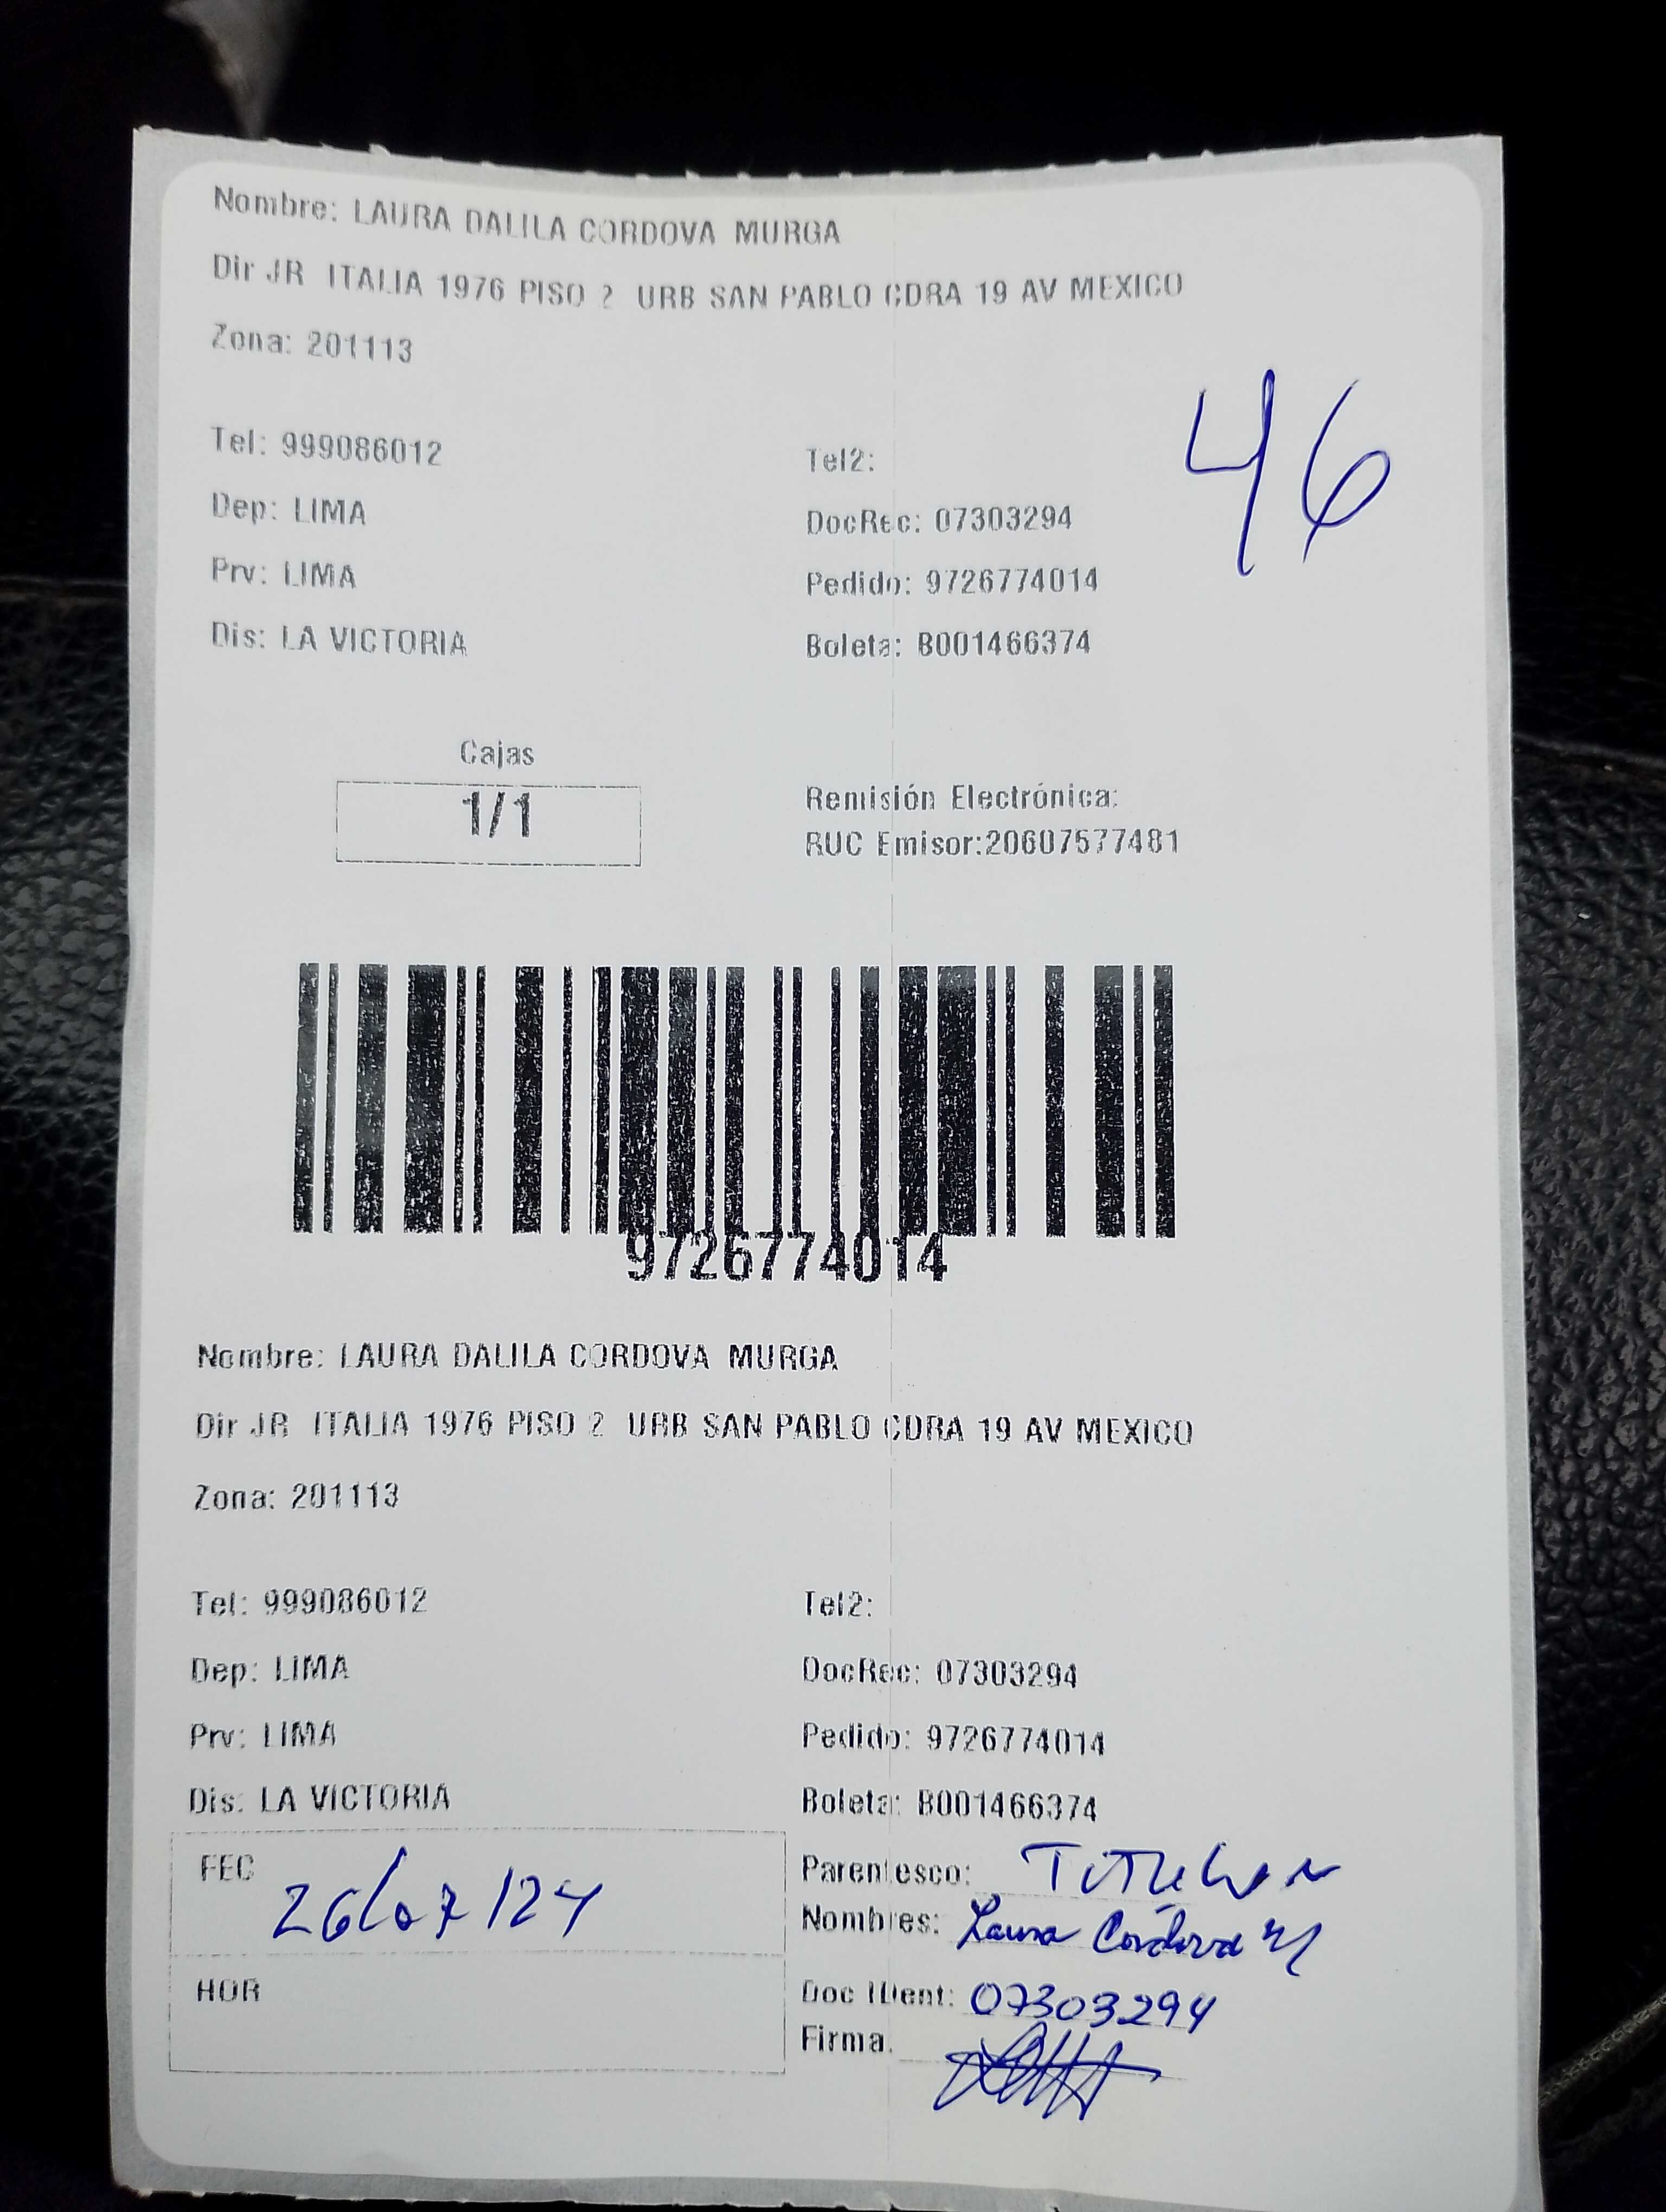 Nombre: LAURA DALILA CORDOVA MURGA
Dir JR ITALIA 1976 PISO 2 URB SAN PABLO CDRA 19 AV MEXICO
Zona: 201113
46
Tel: 999086012 Tel2:
Dep: LIMA DocRec: 07303294
Prv: LIMA Pedido: 9726774014
Dis: LA VICTORIA Boleta: B001466374
Cajas
1/1
Remisión Electrónica:
RUC Emisor:20607577481
9726774014
Nombre: LAURA DALILA CORDOVA MURGA
Dir JR ITALIA 1976 PISO 2 URB SAN PABLO CDRA 19 AV MEXICO
Zona: 201113
Tel: 999086012 Tel2:
Dep: LIMA DocRec: 07303294
Prv: LIMA Pedido: 9726774014
Dis: LA VICTORIA Boleta: B001466374
FEC 26/07/24
HOR
Parentesco:
Nombres: Laura Cordova M
Doc IDent: 07303294
Firma.